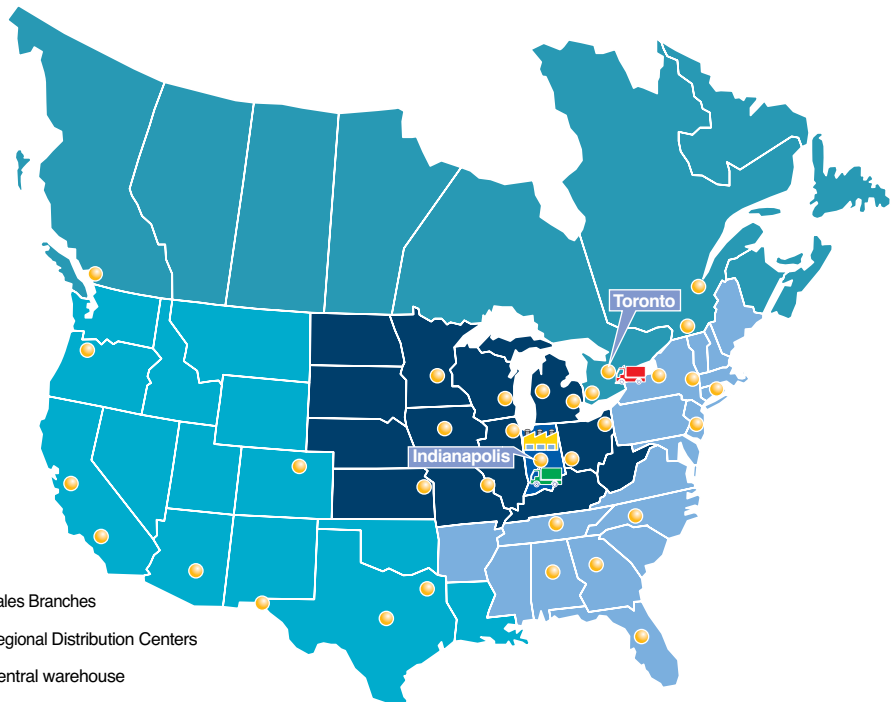 Toronto
Indianapolis
ales Branches
egional Distribution Centers
entral warehouse